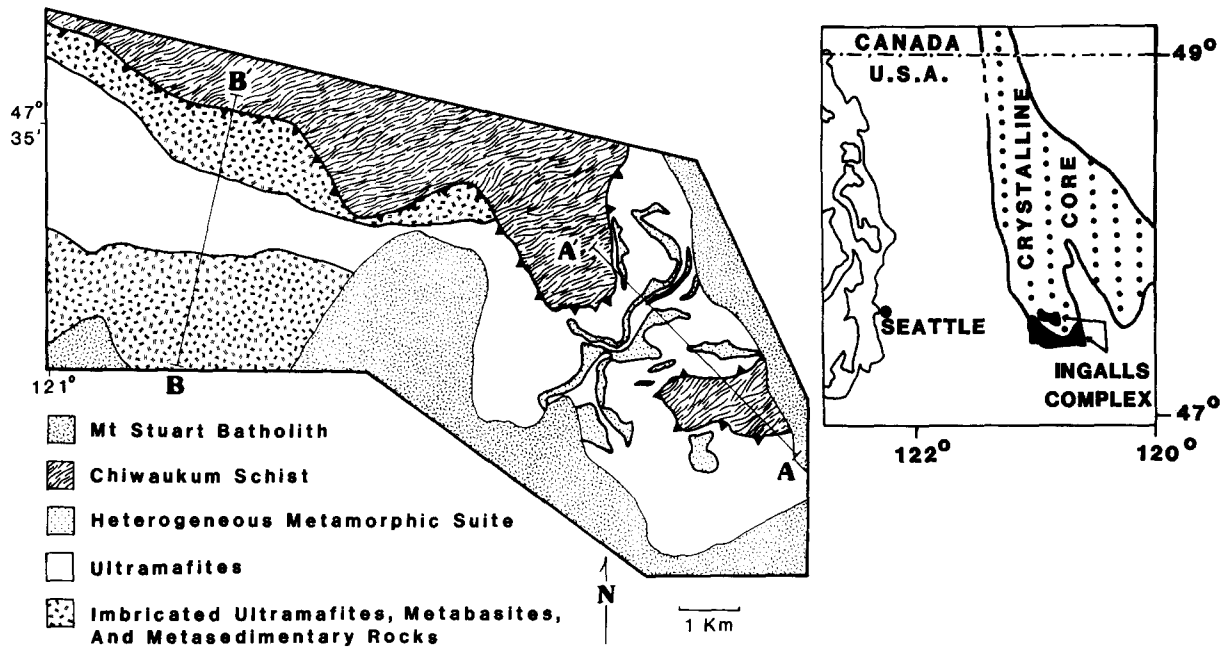 B'
47°
35'
A'
121°
B
A
Mt Stuart Batholith
Chiwaukum Schist
Heterogeneous Metamorphic Suite
Ultramafites
Imbricated Ultramafites, Metabasites,
And Metasedimentary Rocks
N
1 Km
CANADA
U.S.A.
49°
CRYSTALLINE
CORE
SEATTLE
INGALLS
COMPLEX
47°
122°
120°